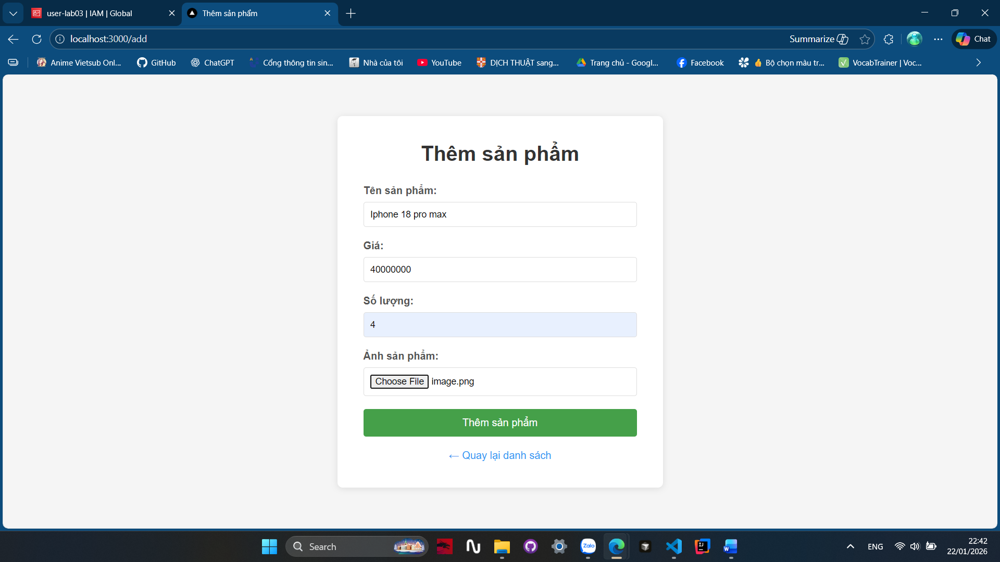 user-lab03 | IAM | Global
Thêm sản phẩm
localhost:3000/add
Summarize
Chat
Anime Vietsub Onl...
GitHub
ChatGPT
Cổng thông tin sin...
Nhà của tôi
YouTube
DỊCH THUẬT sang...
Trang chủ - Googl...
Facebook
👍 Bộ chọn màu tr...
VocabTrainer | Voc...
Thêm sản phẩm
Tên sản phẩm:
Iphone 18 pro max
Giá:
40000000
Số lượng:
4
Ảnh sản phẩm:
Choose File image.png
Thêm sản phẩm
← Quay lại danh sách
Search
Zalo
IJ
W
ENG
22:42
22/01/2026